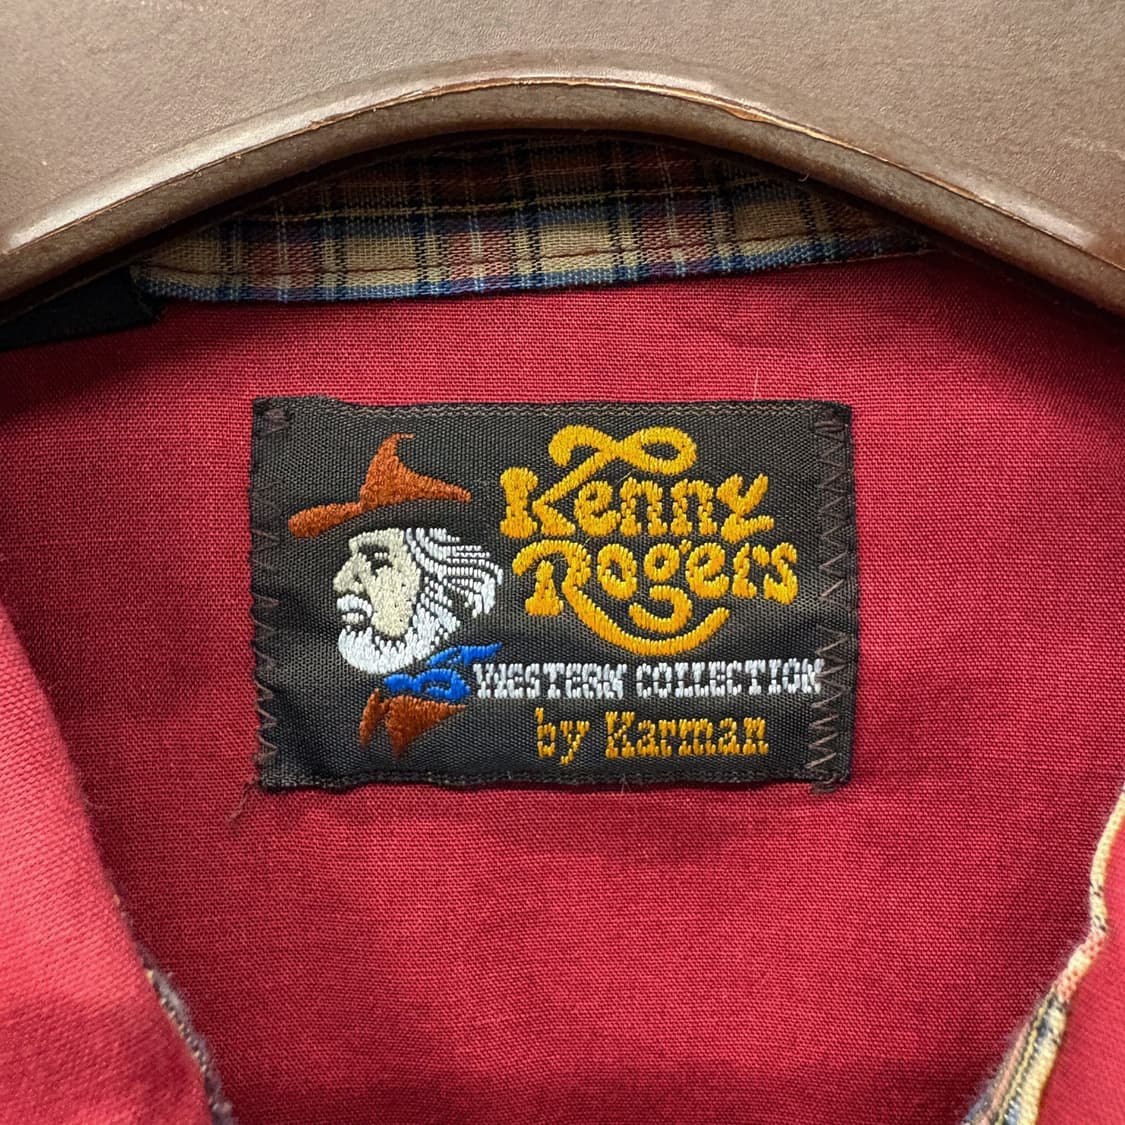 Kenny
Rogers
WESTERN COLLECTION
by Karman